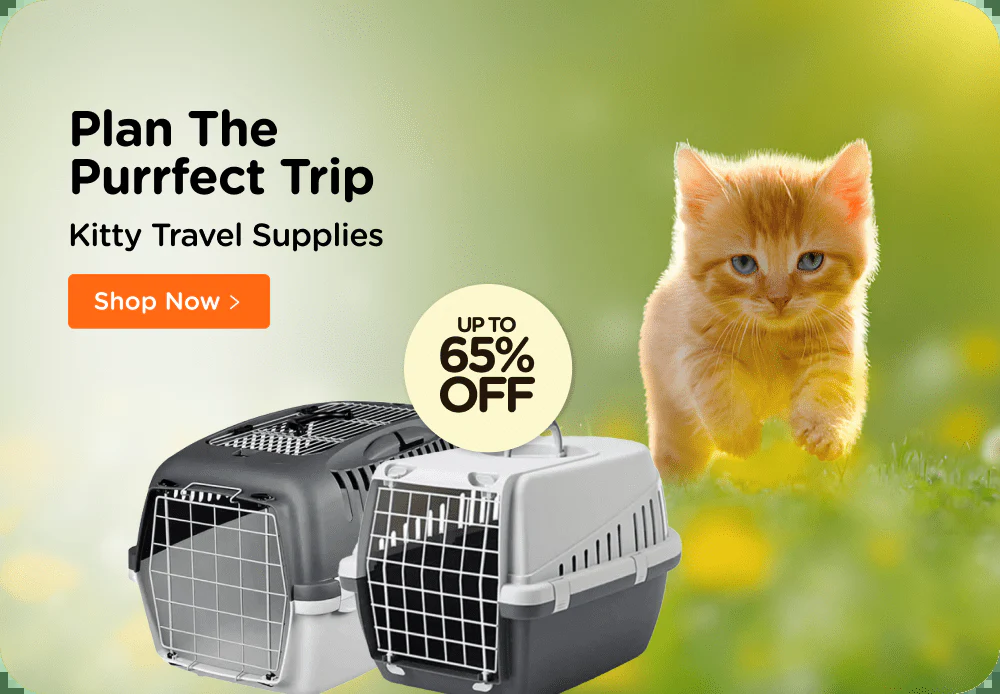 Plan The
Purrfect Trip
Kitty Travel Supplies
Shop Now >
UP TO
65%
OFF